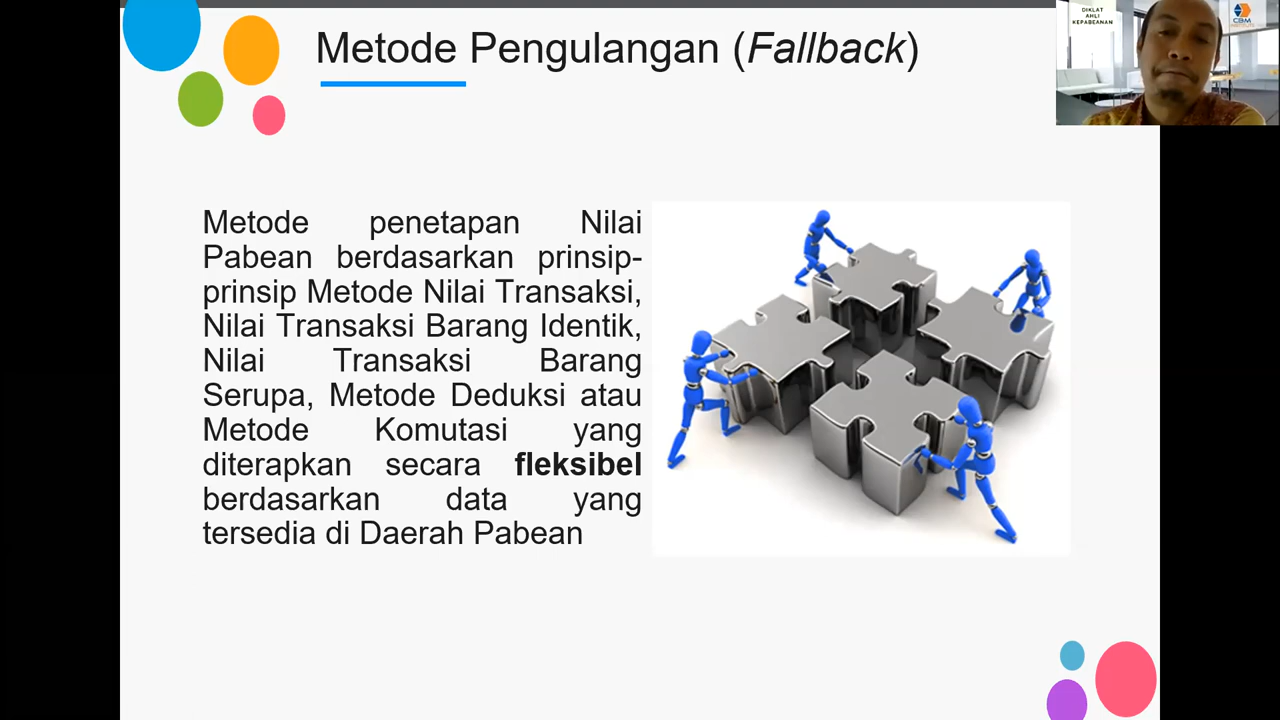 Metode Pengulangan (Fallback)
DIKLAT
AHLI
KEPABEANAN
CBM
Metode penetapan Nilai
Pabean berdasarkan prinsip-
prinsip Metode Nilai Transaksi,
Nilai Transaksi Barang Identik,
Nilai Transaksi Barang
Serupa, Metode Deduksi atau
Metode Komutasi yang
diterapkan secara fleksibel
berdasarkan data yang
tersedia di Daerah Pabean